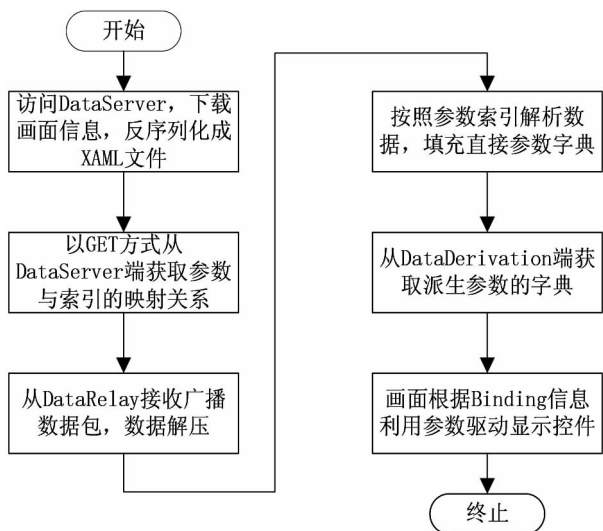 开始
访问DataServer，下载
画面信息，反序列化成
XAML文件
以GET方式从
DataServer端获取参数
与索引的映射关系
从DataRelay接收广播
数据包，数据解压
按照参数索引解析数
据，填充直接参数字典
从DataDerivation端获
取派生参数的字典
画面根据Binding信息
利用参数驱动显示控件
终止